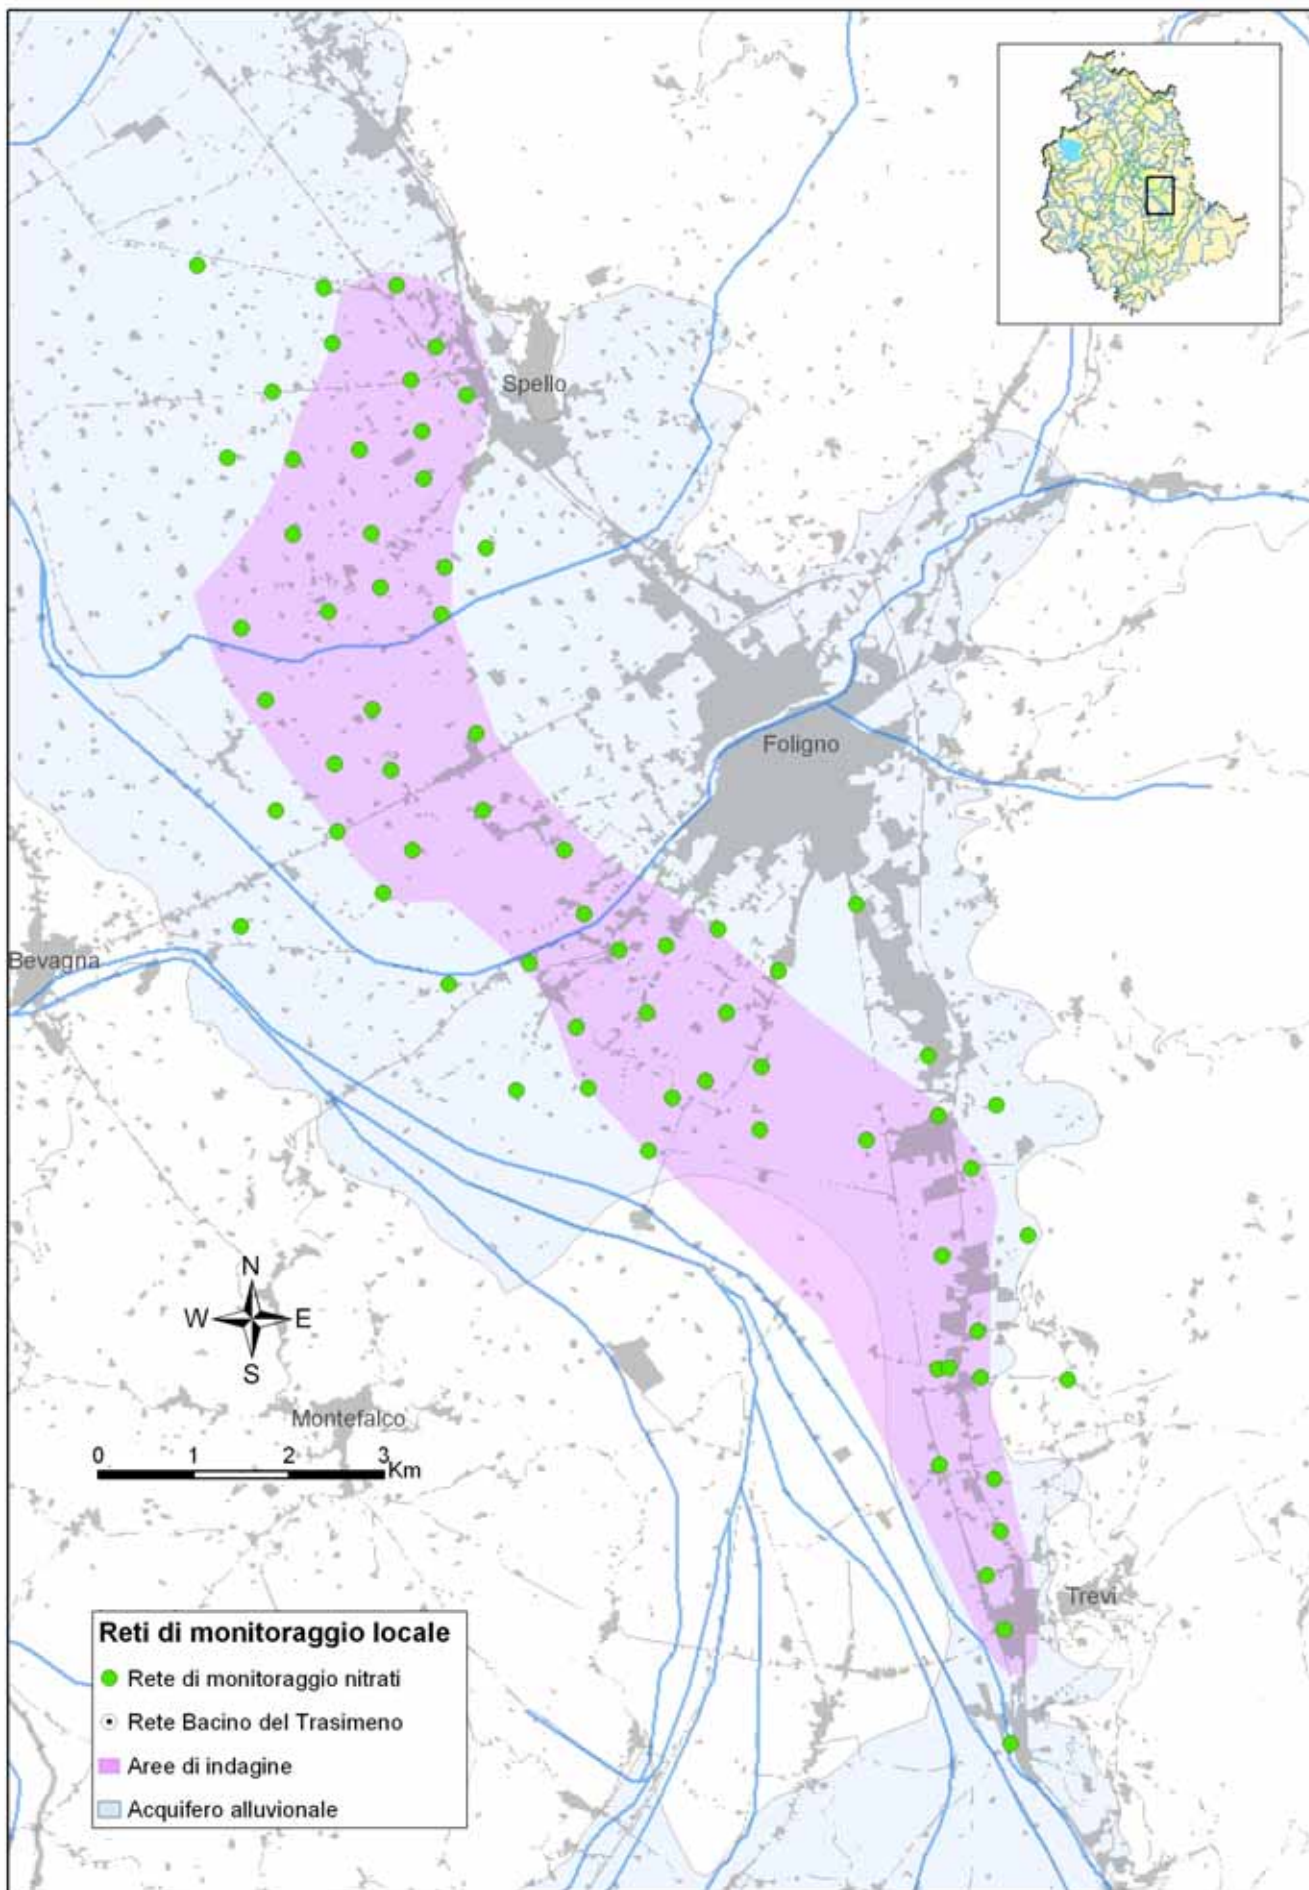 Spello
Foligno
Bevagna
N
W E
S
Montefalco
0 1 2 3
Km
Trevi
Reti di monitoraggio locale
Rete di monitoraggio nitrati
Rete Bacino del Trasimeno
Aree di indagine
Acquifero alluvionale